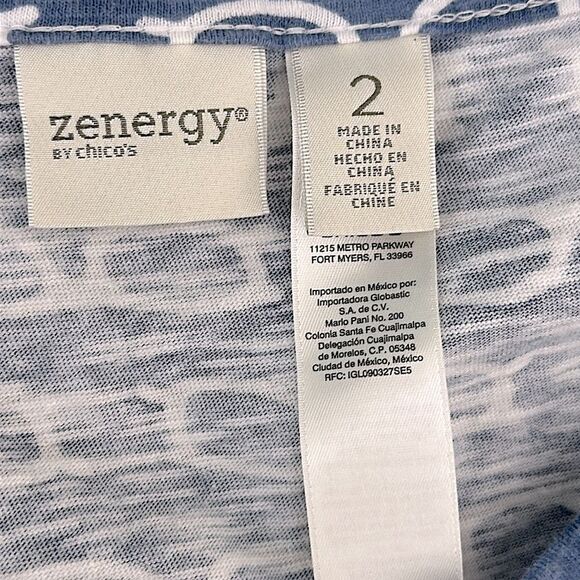 zenergy®
BY chico's
2
MADE IN
CHINA
HECHO EN
CHINA
FABRIQUÉ EN
CHINE
11215 METRO PARKWAY
FORT MYERS, FL 33966
Importado en México por:
Importadora Globastic
S.A. de C.V.
Mario Pani No. 200
Colonia Santa Fe Cuajimalpa
Delegación Cuajimalpa
de Morelos, C.P. 05348
Ciudad de México, México
RFC: IGL090327SE5